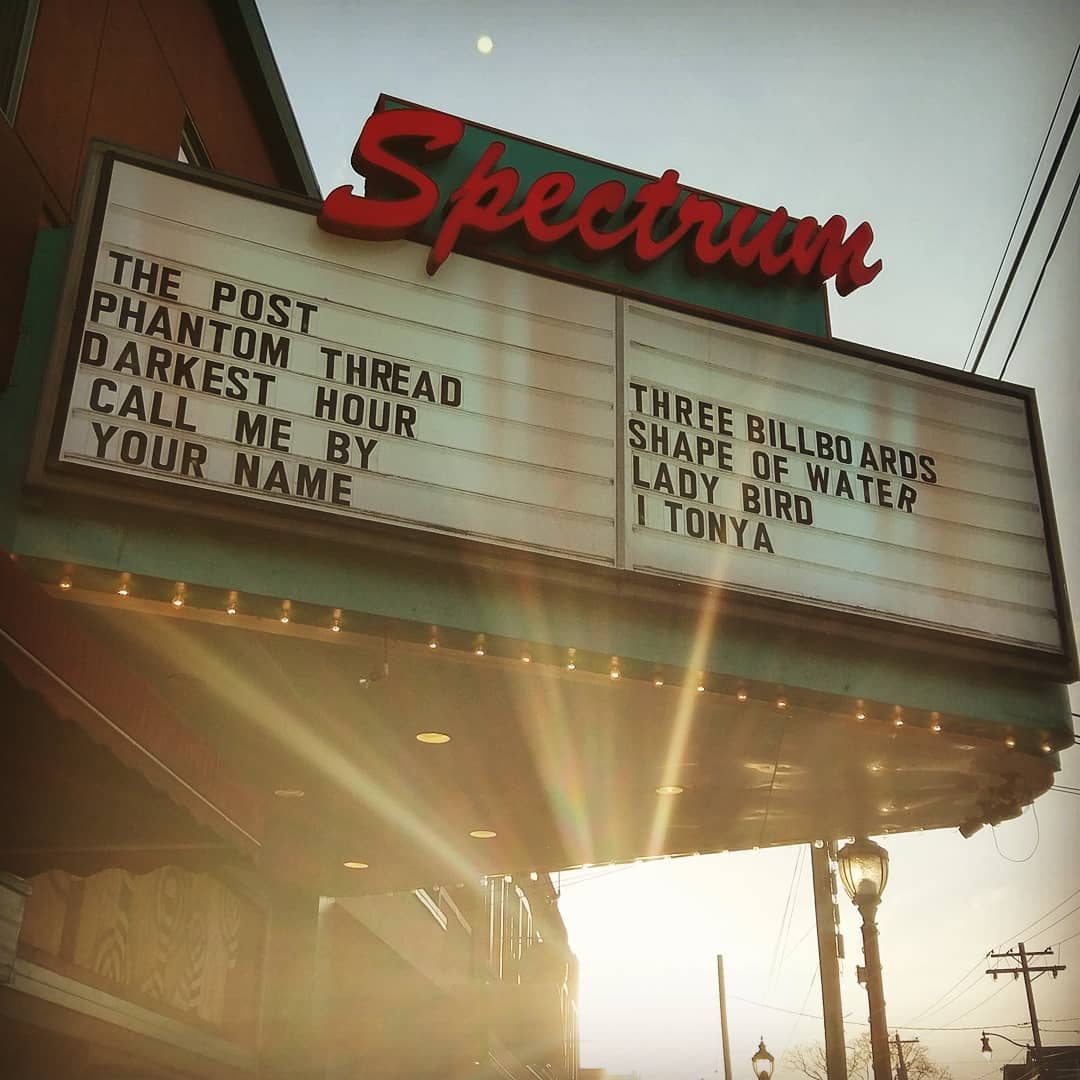 Spectrum
THE POST
PHANTOM THREAD
DARKEST HOUR
CALL ME BY
YOUR NAME
THREE BILLBOARDS
SHAPE OF WATER
LADY BIRD
I TONYA